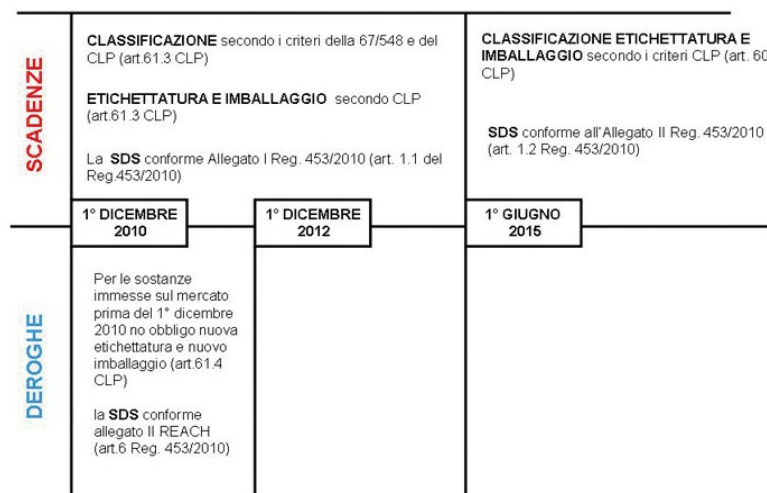 SCADENZE
CLASSIFICAZIONE secondo i criteri della 67/548 e del
CLP (art.61.3 CLP)
ETICHETTATURA E IMBALLAGGIO secondo CLP
(art.61.3 CLP)
La SDS conforme Allegato I Reg. 453/2010 (art. 1.1 del
Reg.453/2010)
CLASSIFICAZIONE ETICHETTATURA E
IMBALLAGGIO secondo i criteri CLP (art. 60
CLP)
SDS conforme all'Allegato II Reg. 453/2010
(art. 1.2 Reg. 453/2010)
1° DICEMBRE
2010
1° DICEMBRE
2012
1° GIUGNO
2015
DEROGHE
Per le sostanze
immesse sul mercato
prima del 1° dicembre
2010 no obbligo nuova
etichettatura e nuovo
imballaggio (art.61.4
CLP)
la SDS conforme
allegato II REACH
(art.6 Reg. 453/2010)